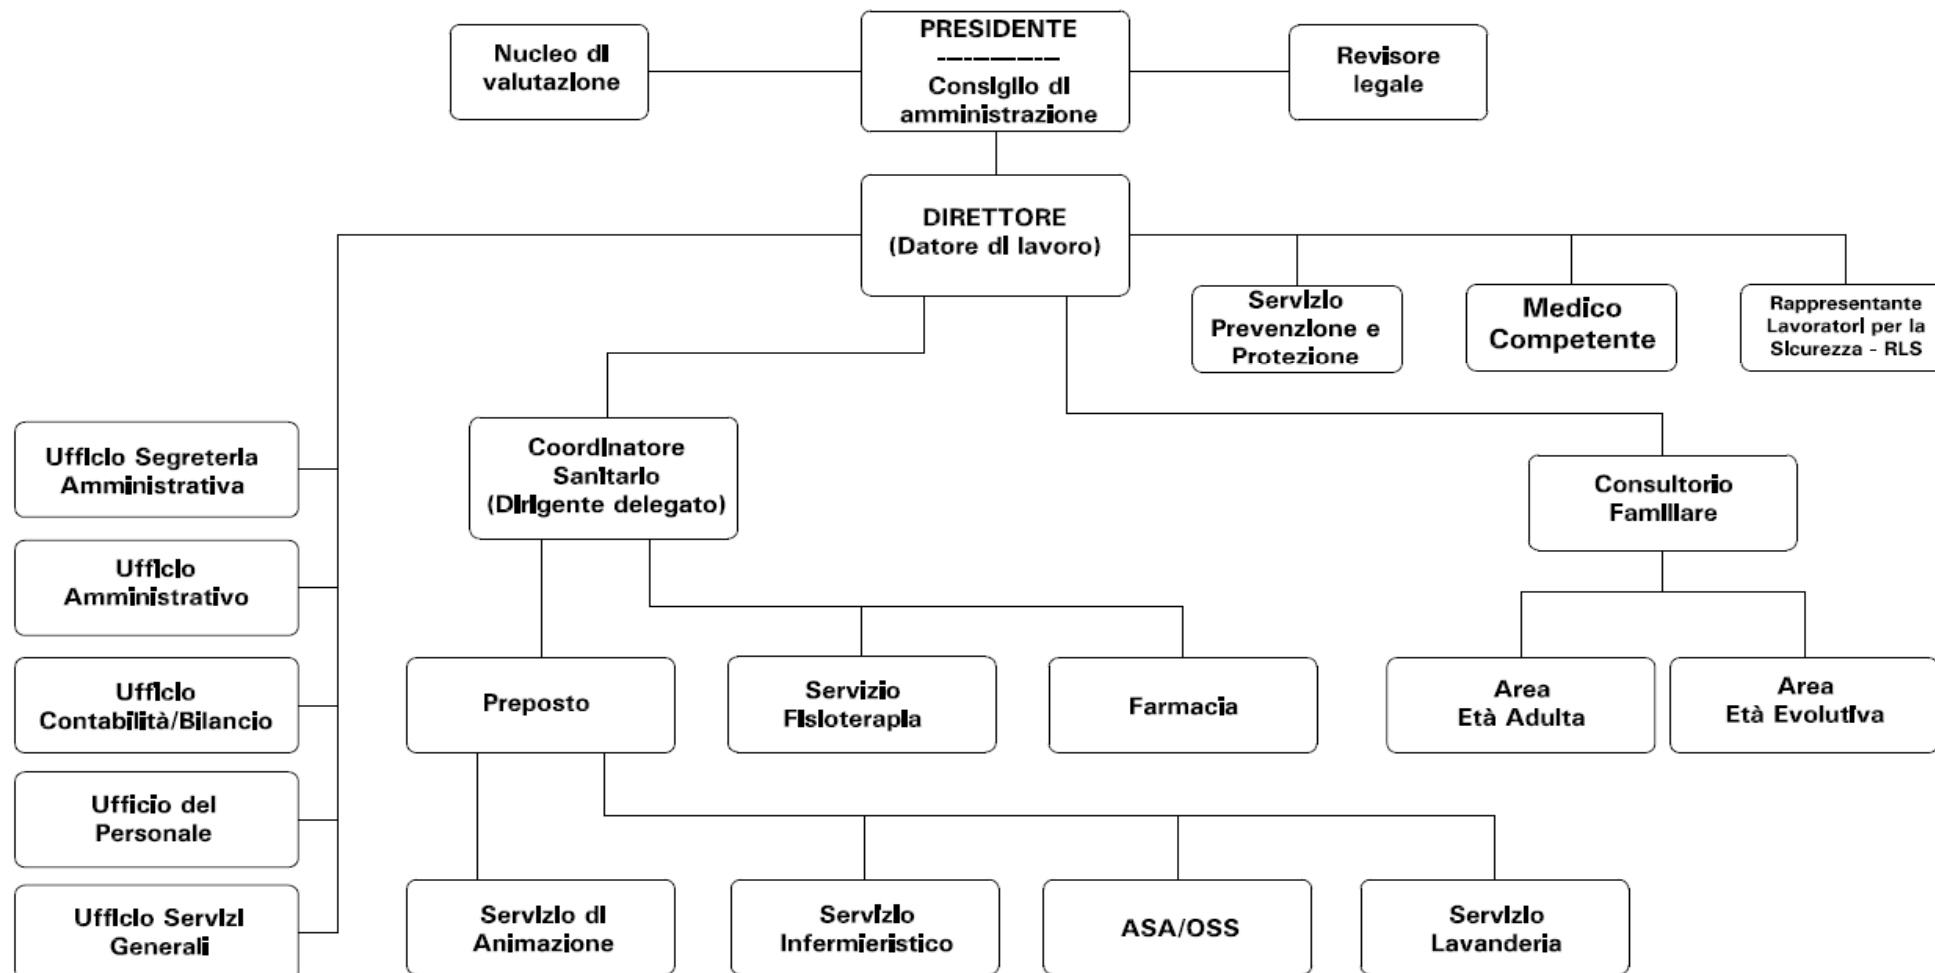 Nucleo di
valutazione
PRESIDENTE
--------------
Consiglio di
amministrazione
Revisore
legale
DIRETTORE
(Datore di lavoro)
Servizio
Prevenzione e
Protezione
Medico
Competente
Rappresentante
Lavoratori per la
Sicurezza - RLS
Ufficio Segreteria
Amministrativa
Coordinatore
Sanitario
(Dirigente delegato)
Consultorio
Familiare
Ufficio
Amministrativo
Ufficio
Contabilità/Bilancio
Preposto
Servizio
Fisioterapia
Farmacia
Area
Età Adulta
Area
Età Evolutiva
Ufficio del
Personale
Ufficio Servizi
Generali
Servizio di
Animazione
Servizio
Infermieristico
ASA/OSS
Servizio
Lavanderia